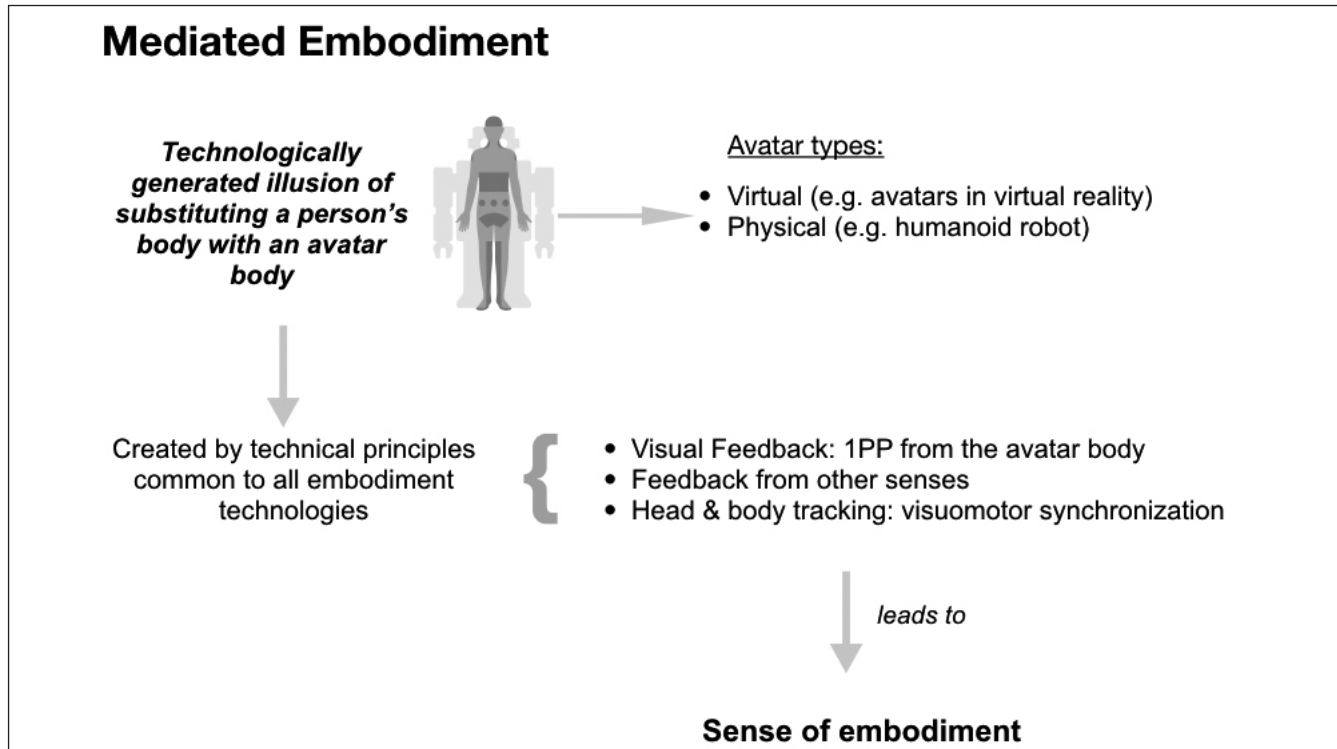 Mediated Embodiment
Technologically
generated illusion of
substituting a person’s
body with an avatar
body
Avatar types:
• Virtual (e.g. avatars in virtual reality)
• Physical (e.g. humanoid robot)
Created by technical principles
common to all embodiment
technologies
{
• Visual Feedback: 1PP from the avatar body
• Feedback from other senses
• Head & body tracking: visuomotor synchronization
leads to
Sense of embodiment